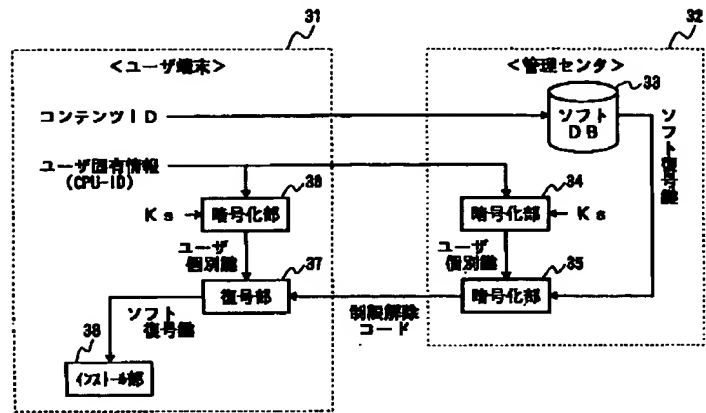 31
32
<ユーザ端末>
<管理センタ>
33
コンテンツID
ソフト
DB
ソフト復号鍵
ユーザ固有情報
(CPU-ID)
36
34
Ks
暗号化部
暗号化部
Ks
ユーザ
個別鍵
ユーザ
個別鍵
37
35
復号部
制限解除
コード
暗号化部
ソフト
復号鍵
38
インストール部